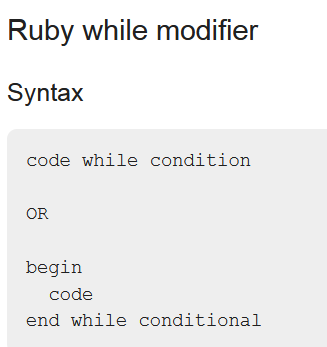 Ruby while modifier
Syntax
code while condition
OR
begin
  code
end while conditional